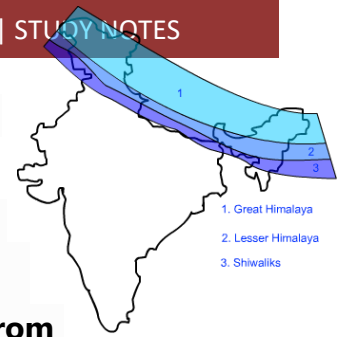 | STUDY NOTES
1
2
3
1. Great Himalaya
2. Lesser Himalaya
3. Shiwaliks
rom